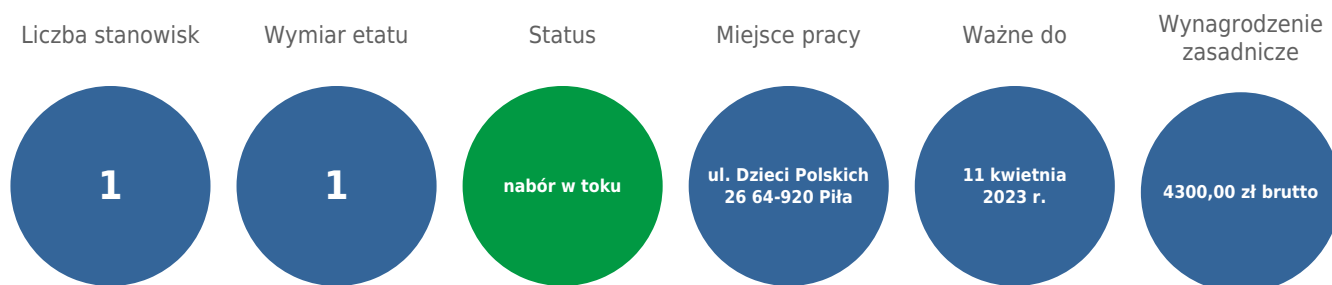 Liczba stanowisk
1
Wymiar etatu
1
Status
nabór w toku
Miejsce pracy
ul. Dzieci Polskich
26 64-920 Piła
Ważne do
11 kwietnia
2023 r.
Wynagrodzenie
zasadnicze
4300,00 zł brutto